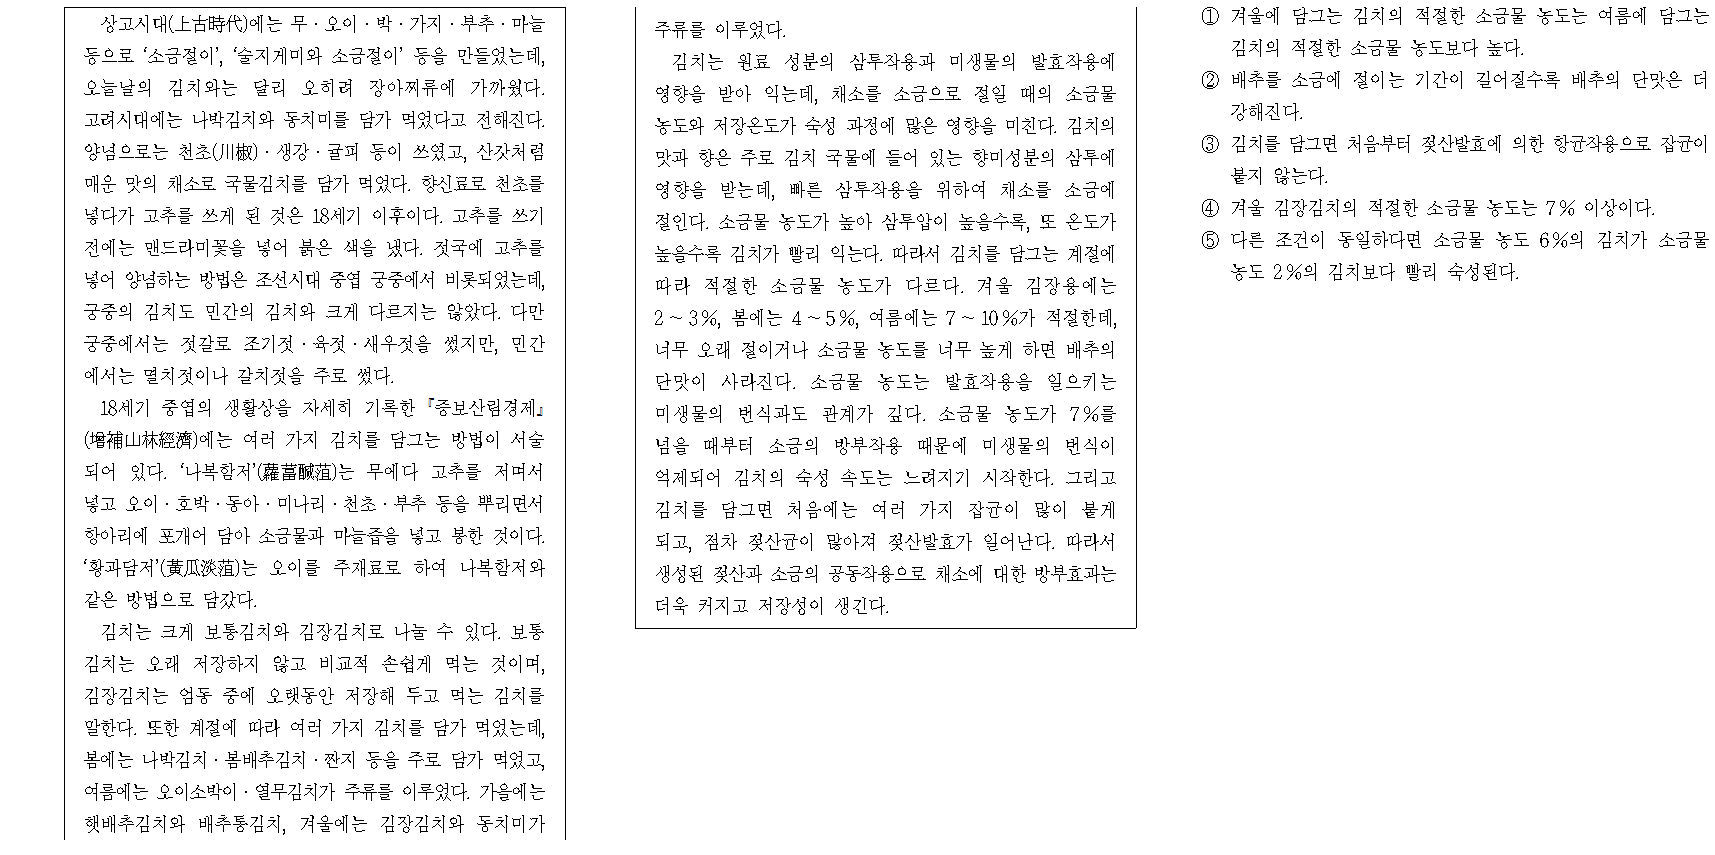 상고시대(上古時代)에는 무ㆍ오이ㆍ박ㆍ가지ㆍ부추ㆍ마늘
등으로 ‘소금절이’, ‘술지게미와 소금절이’ 등을 만들었는데,
오늘날의 김치와는 달리 오히려 장아찌류에 가까웠다.
고려시대에는 나박김치와 동치미를 담가 먹었다고 전해진다.
양념으로는 천초(川椒)ㆍ생강ㆍ귤피 등이 쓰였고, 산갓처럼
매운 맛의 채소로 국물김치를 담가 먹었다. 향신료로 천초를
넣다가 고추를 쓰게 된 것은 18세기 이후이다. 고추를 쓰기
전에는 맨드라미꽃을 넣어 붉은 색을 냈다. 젓국에 고추를
넣어 양념하는 방법은 조선시대 중엽 궁중에서 비롯되었는데,
궁중의 김치도 민간의 김치와 크게 다르지는 않았다. 다만
궁중에서는 젓갈로 조기젓ㆍ육젓ㆍ새우젓을 썼지만, 민간
에서는 멸치젓이나 갈치젓을 주로 썼다.
18세기 중엽의 생활상을 자세히 기록한 『증보산림경제』
(增補山林經濟)에는 여러 가지 김치를 담그는 방법이 서술
되어 있다. ‘나복함저’(蘿葍醎菹)는 무에다 고추를 저며서
넣고 오이ㆍ호박ㆍ동아ㆍ미나리ㆍ천초ㆍ부추 등을 뿌리면서
항아리에 포개어 담아 소금물과 마늘즙을 넣고 봉한 것이다.
‘황과담저’(黃瓜淡菹)는 오이를 주재료로 하여 나복함저와
같은 방법으로 담갔다.
김치는 크게 보통김치와 김장김치로 나눌 수 있다. 보통
김치는 오래 저장하지 않고 비교적 손쉽게 먹는 것이며,
김장김치는 엄동 중에 오랫동안 저장해 두고 먹는 김치를
말한다. 또한 계절에 따라 여러 가지 김치를 담가 먹었는데,
봄에는 나박김치ㆍ봄배추김치ㆍ짠지 등을 주로 담가 먹었고,
여름에는 오이소박이ㆍ열무김치가 주류를 이루었다. 가을에는
햇배추김치와 배추통김치, 겨울에는 김장김치와 동치미가
주류를 이루었다.
김치는 원료 성분의 삼투작용과 미생물의 발효작용에
영향을 받아 익는데, 채소를 소금으로 절일 때의 소금물
농도와 저장온도가 숙성 과정에 많은 영향을 미친다. 김치의
맛과 향은 주로 김치 국물에 들어 있는 향미성분의 삼투에
영향을 받는데, 빠른 삼투작용을 위하여 채소를 소금에
절인다. 소금물 농도가 높아 삼투압이 높을수록, 또 온도가
높을수록 김치가 빨리 익는다. 따라서 김치를 담그는 계절에
따라 적절한 소금물 농도가 다르다. 겨울 김장용에는
2～3%, 봄에는 4～5%, 여름에는 7～10%가 적절한데,
너무 오래 절이거나 소금물 농도를 너무 높게 하면 배추의
단맛이 사라진다. 소금물 농도는 발효작용을 일으키는
미생물의 번식과도 관계가 깊다. 소금물 농도가 7%를
넘을 때부터 소금의 방부작용 때문에 미생물의 번식이
억제되어 김치의 숙성 속도는 느려지기 시작한다. 그리고
김치를 담그면 처음에는 여러 가지 잡균이 많이 붙게
되고, 점차 젖산균이 많아져 젖산발효가 일어난다. 따라서
생성된 젖산과 소금의 공동작용으로 채소에 대한 방부효과는
더욱 커지고 저장성이 생긴다.
① 겨울에 담그는 김치의 적절한 소금물 농도는 여름에 담그는
김치의 적절한 소금물 농도보다 높다.
② 배추를 소금에 절이는 기간이 길어질수록 배추의 단맛은 더
강해진다.
③ 김치를 담그면 처음부터 젖산발효에 의한 항균작용으로 잡균이
붙지 않는다.
④ 겨울 김장김치의 적절한 소금물 농도는 7% 이상이다.
⑤ 다른 조건이 동일하다면 소금물 농도 6%의 김치가 소금물
농도 2%의 김치보다 빨리 숙성된다.